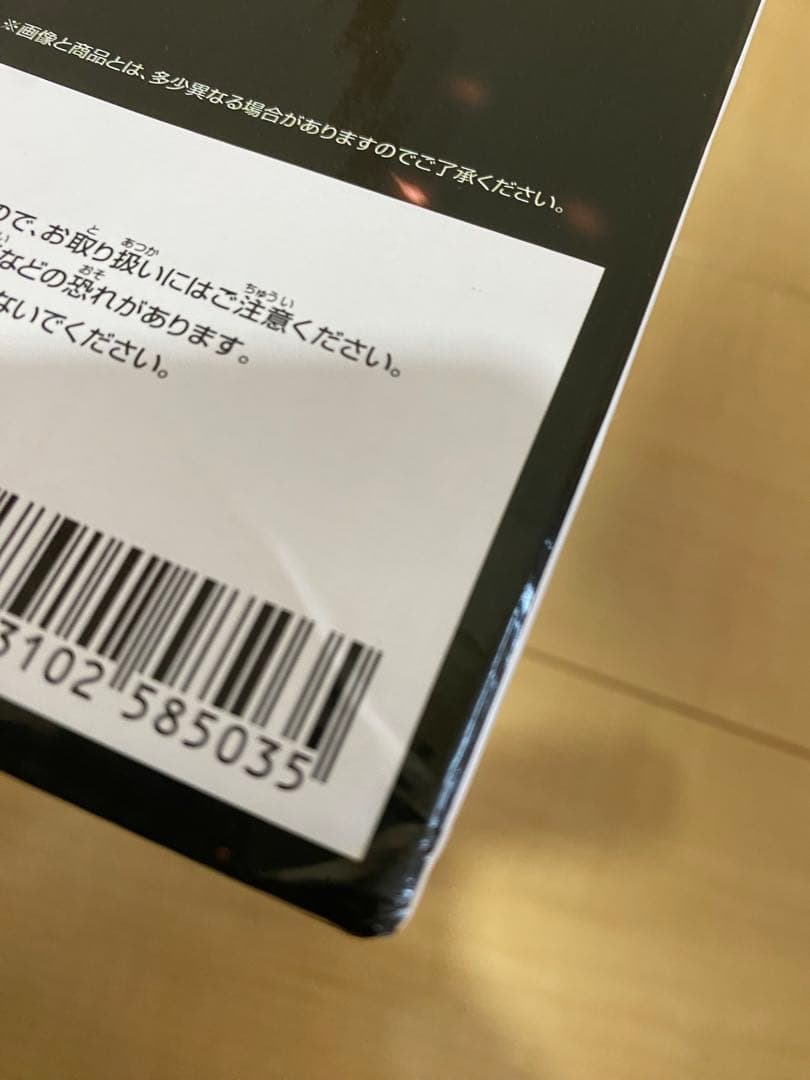 ※画像と商品とは、多少異なる場合がありますのでご了承ください。
ので、お取り扱いにはご注意ください。
などの恐れがあります。
ないでください。
3102 585035